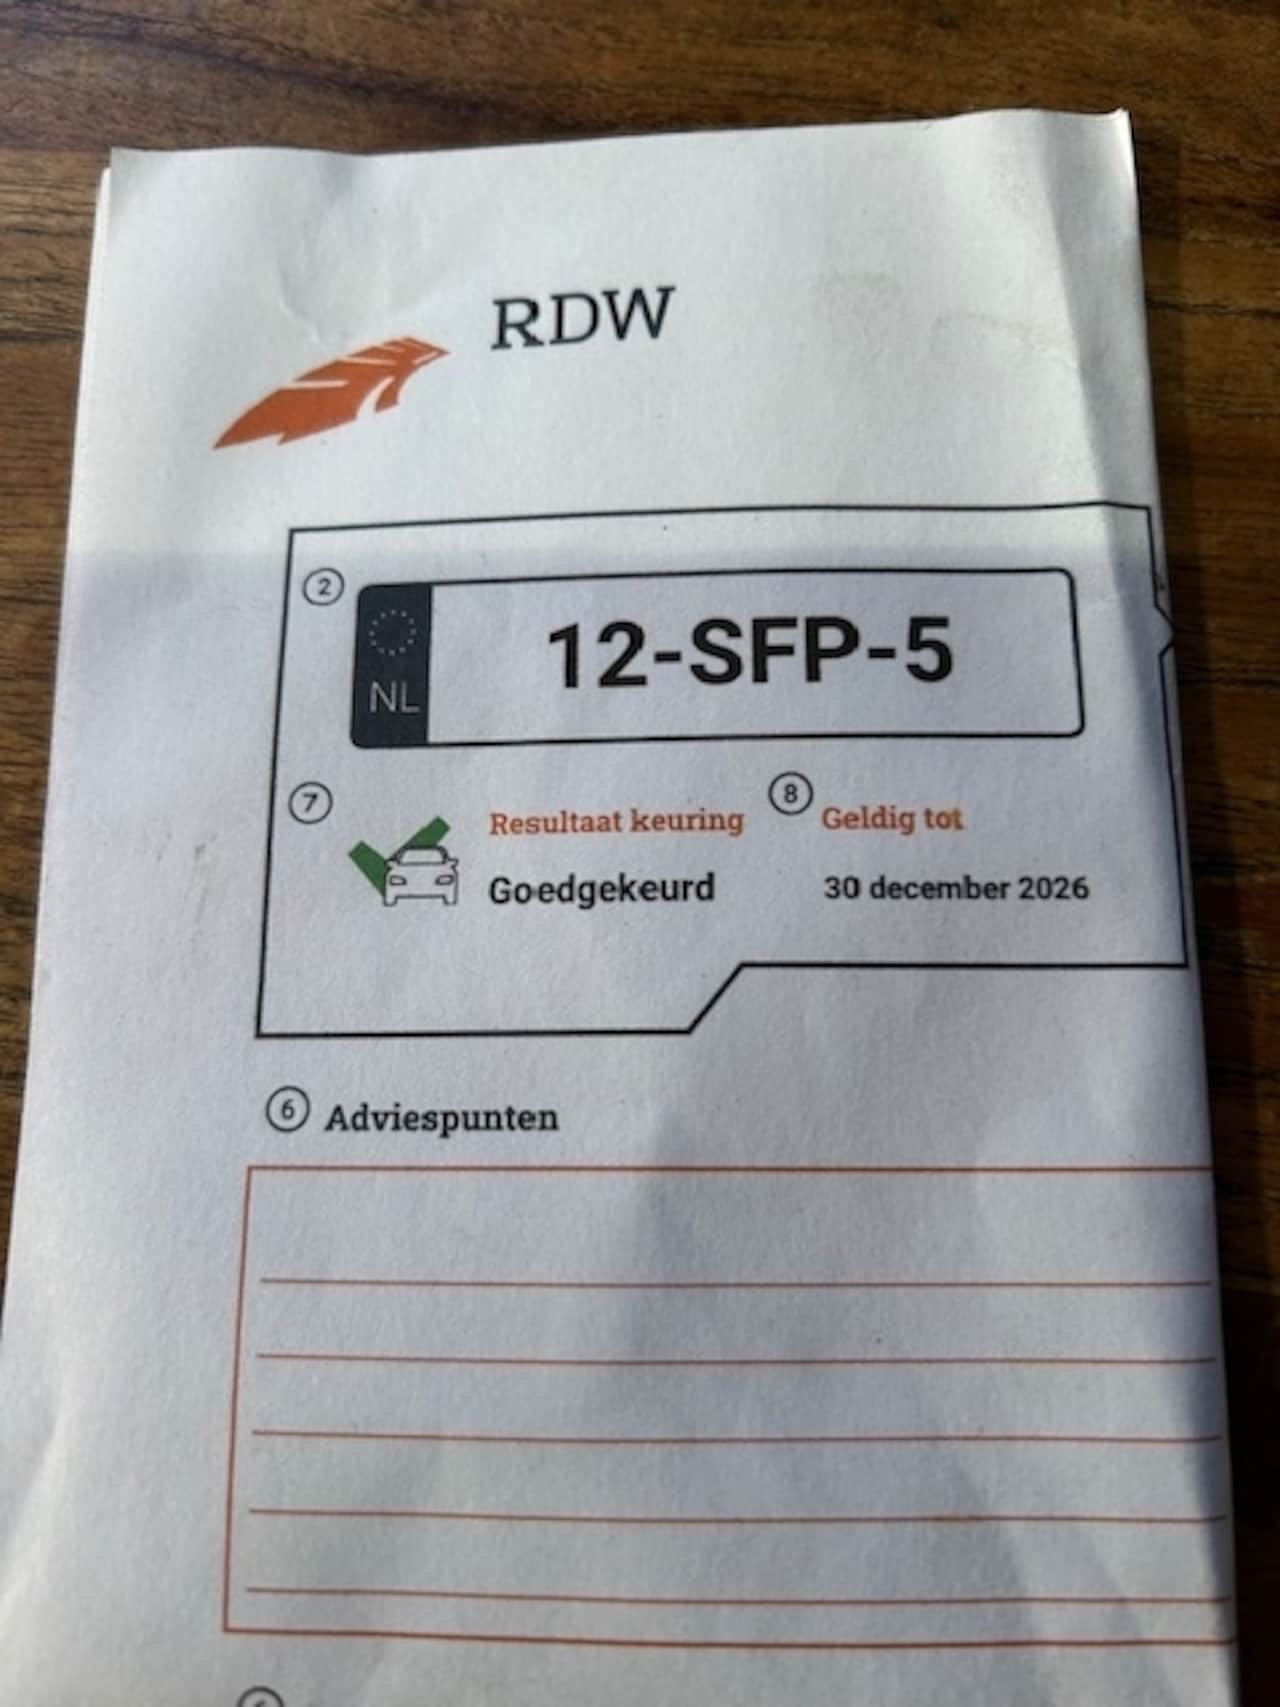 RDW
2
NL
12-SFP-5
7
Resultaat keuring
8
Geldig tot
Goedgekeurd
30 december 2026
6 Adviespunten